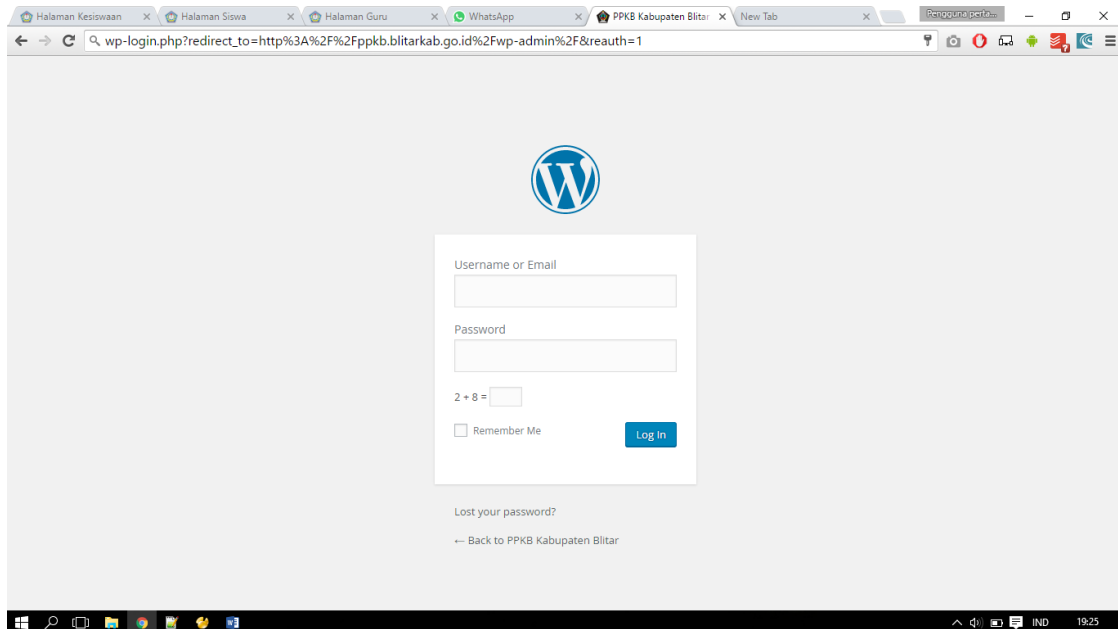 Halaman Kesiswaan
Halaman Siswa
Halaman Guru
WhatsApp
PPKB Kabupaten Blitar
New Tab
Pengguna perta...
wp-login.php?redirect_to=http%3A%2F%2Fppkb.blitarkab.go.id%2Fwp-admin%2F&reauth=1
Username or Email
Password
2 + 8 =
Remember Me
Log In
Lost your password?
← Back to PPKB Kabupaten Blitar
IND
19:25